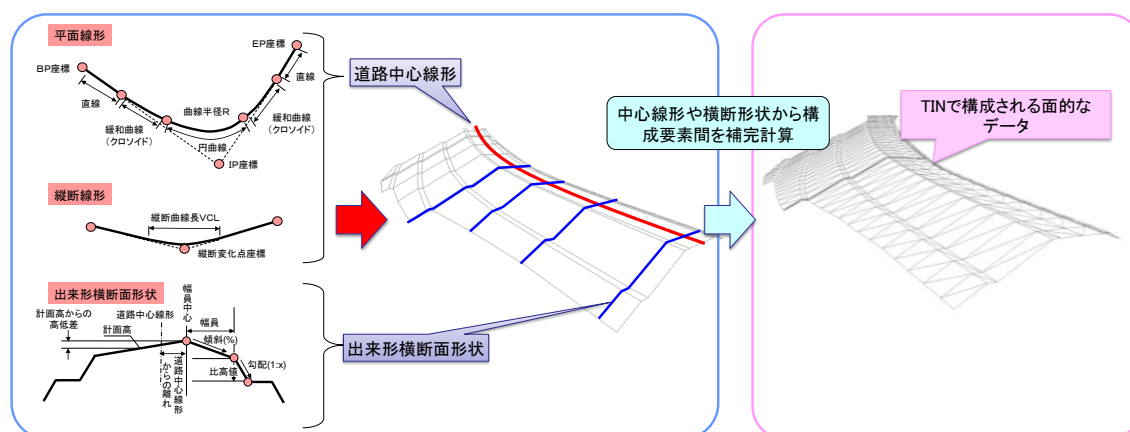 平面線形
BP座標
EP座標
直線
直線
曲線半径R
緩和曲線
(クロソイド)
緩和曲線
(クロソイド)
円曲線
IP座標
縦断線形
縦断曲線長VCL
縦断変化点座標
出来形横断面形状
計画高からの
高低差
道路中心線形
計画高
幅員中心
幅員
傾斜(%)
勾配(1:x)
比高値
道路中心線形
からの離れ
道路中心線形
出来形横断面形状
中心線形や横断形状から構
成要素間を補完計算
TINで構成される面的な
データ